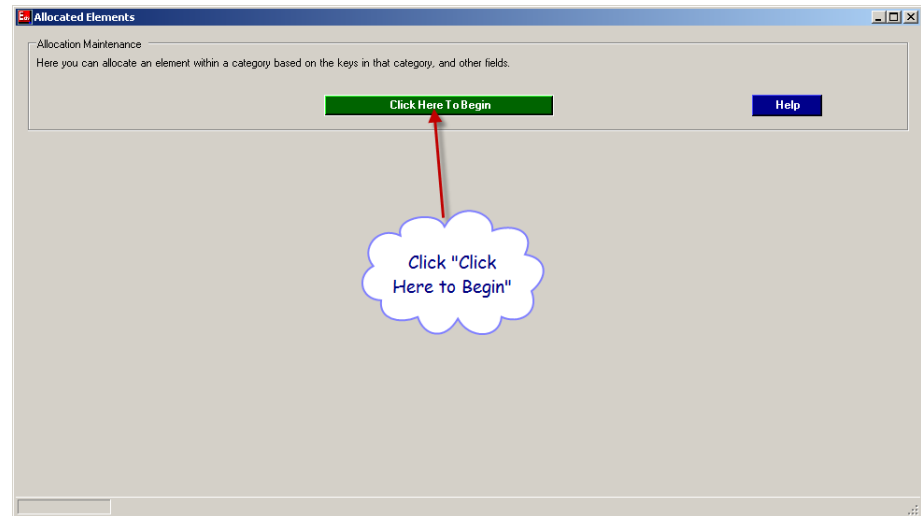 Allocated Elements
Allocation Maintenance
Here you can allocate an element within a category based on the keys in that category, and other fields.
Click Here To Begin
Help
Click "Click
Here to Begin"